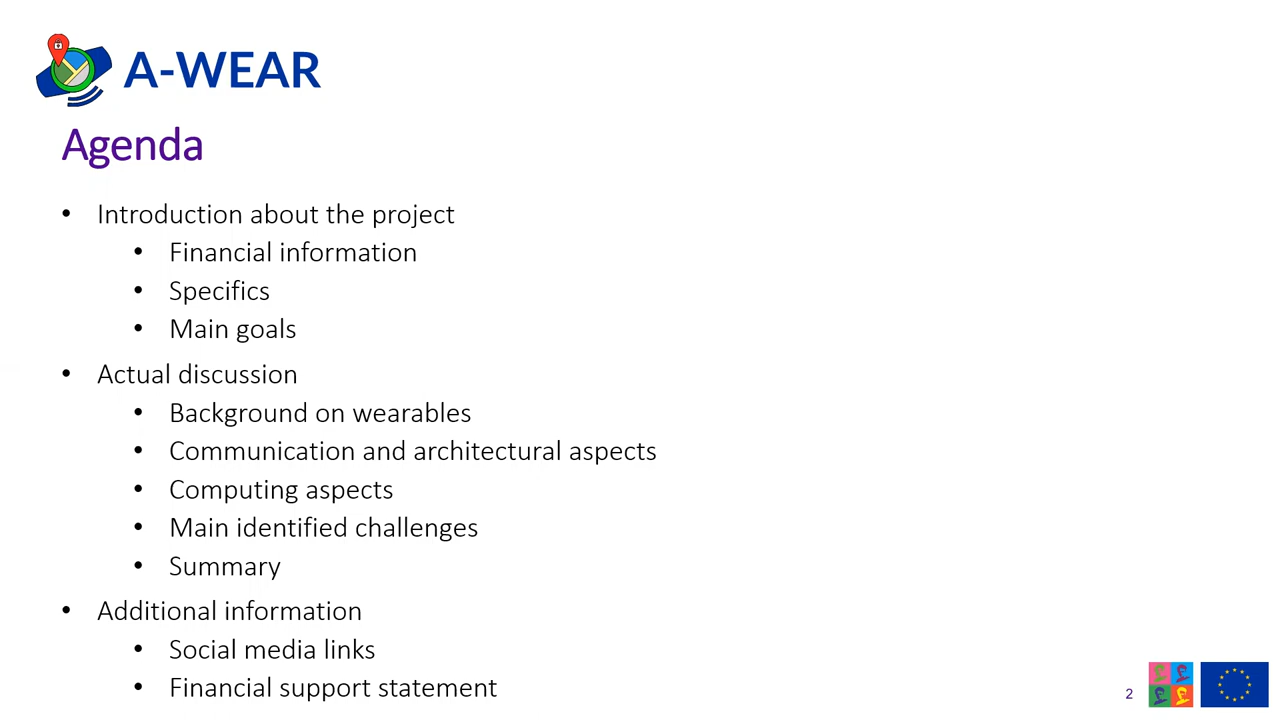 A-WEAR
Agenda
• Introduction about the project
• Financial information
• Specifics
• Main goals
• Actual discussion
• Background on wearables
• Communication and architectural aspects
• Computing aspects
• Main identified challenges
• Summary
• Additional information
• Social media links
• Financial support statement
2